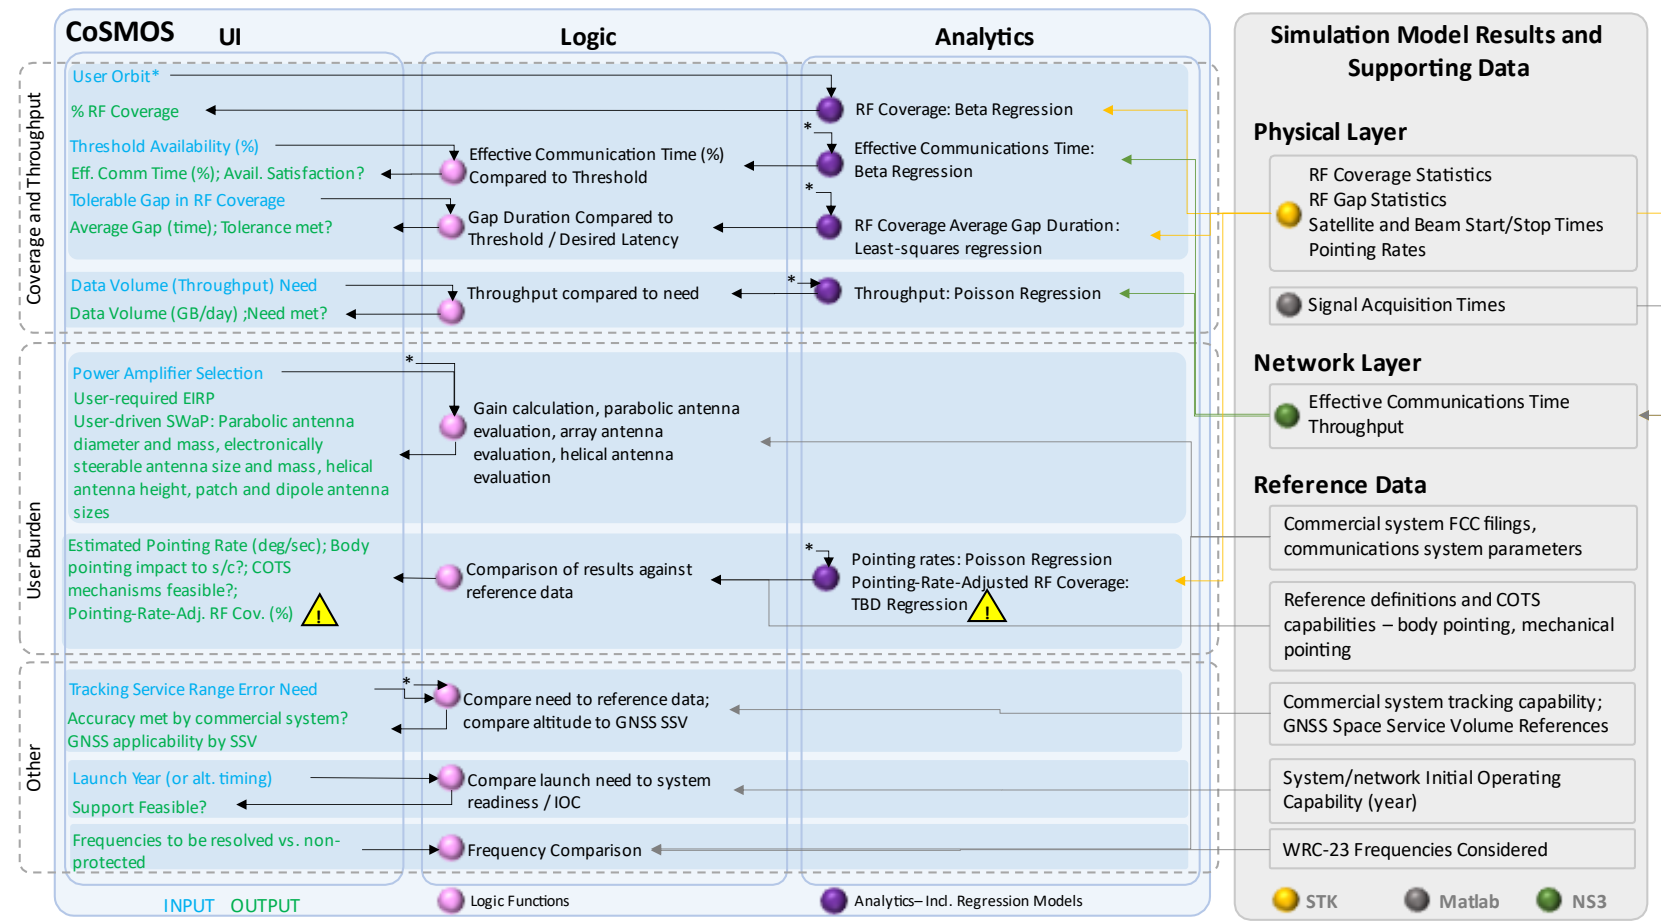 CoSMOS
UI
Logic
Analytics
Coverage and Throughput
User Orbit*
% RF Coverage
RF Coverage: Beta Regression
Threshold Availability (%)
Eff. Comm Time (%); Avail. Satisfaction?
Effective Communication Time (%)
Compared to Threshold
*
Effective Communications Time:
Beta Regression
Tolerable Gap in RF Coverage
Average Gap (time); Tolerance met?
Gap Duration Compared to
Threshold / Desired Latency
*
RF Coverage Average Gap Duration:
Least-squares regression
Data Volume (Throughput) Need
Data Volume (GB/day) ;Need met?
Throughput compared to need
*
Throughput: Poisson Regression
User Burden
Power Amplifier Selection
User-required EIRP
User-driven SWaP: Parabolic antenna
diameter and mass, electronically
steerable antenna size and mass, helical
antenna height, patch and dipole antenna
sizes
*
Gain calculation, parabolic antenna
evaluation, array antenna
evaluation, helical antenna
evaluation
Estimated Pointing Rate (deg/sec); Body
pointing impact to s/c?; COTS
mechanisms feasible?;
Pointing-Rate-Adj. RF Cov. (%)
!
Comparison of results against
reference data
*
Pointing rates: Poisson Regression
Pointing-Rate-Adjusted RF Coverage:
TBD Regression
!
Other
Tracking Service Range Error Need
Accuracy met by commercial system?
GNSS applicability by SSV
*
Compare need to reference data;
compare altitude to GNSS SSV
Launch Year (or alt. timing)
Support Feasible?
Compare launch need to system
readiness / IOC
Frequencies to be resolved vs. non-
protected
Frequency Comparison
INPUT
OUTPUT
Logic Functions
Analytics– Incl. Regression Models
Simulation Model Results and
Supporting Data
Physical Layer
RF Coverage Statistics
RF Gap Statistics
Satellite and Beam Start/Stop Times
Pointing Rates
Signal Acquisition Times
Network Layer
Effective Communications Time
Throughput
Reference Data
Commercial system FCC filings,
communications system parameters
Reference definitions and COTS
capabilities – body pointing, mechanical
pointing
Commercial system tracking capability;
GNSS Space Service Volume References
System/network Initial Operating
Capability (year)
WRC-23 Frequencies Considered
STK
Matlab
NS3